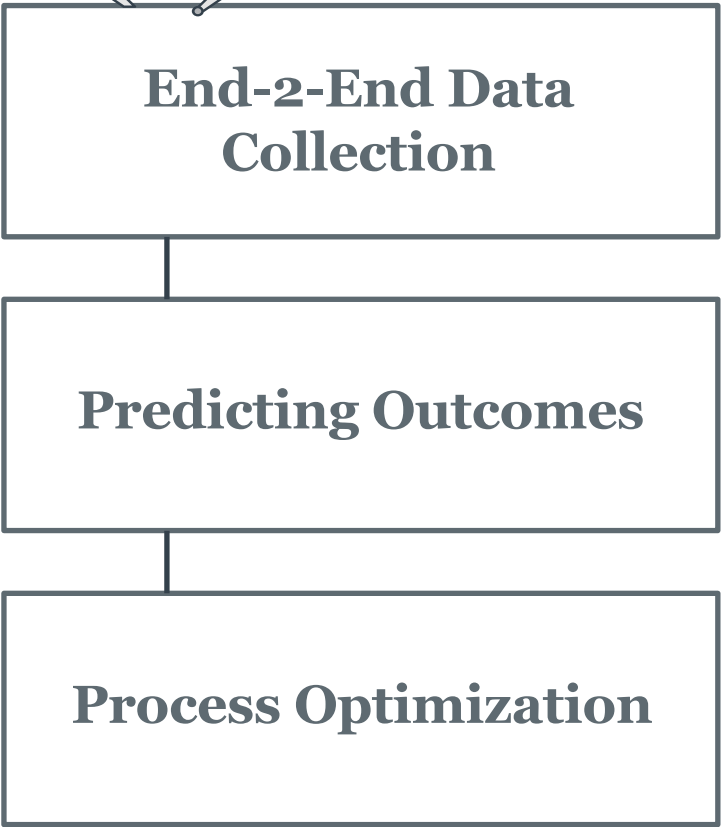 End-2-End Data
Collection
Predicting Outcomes
Process Optimization